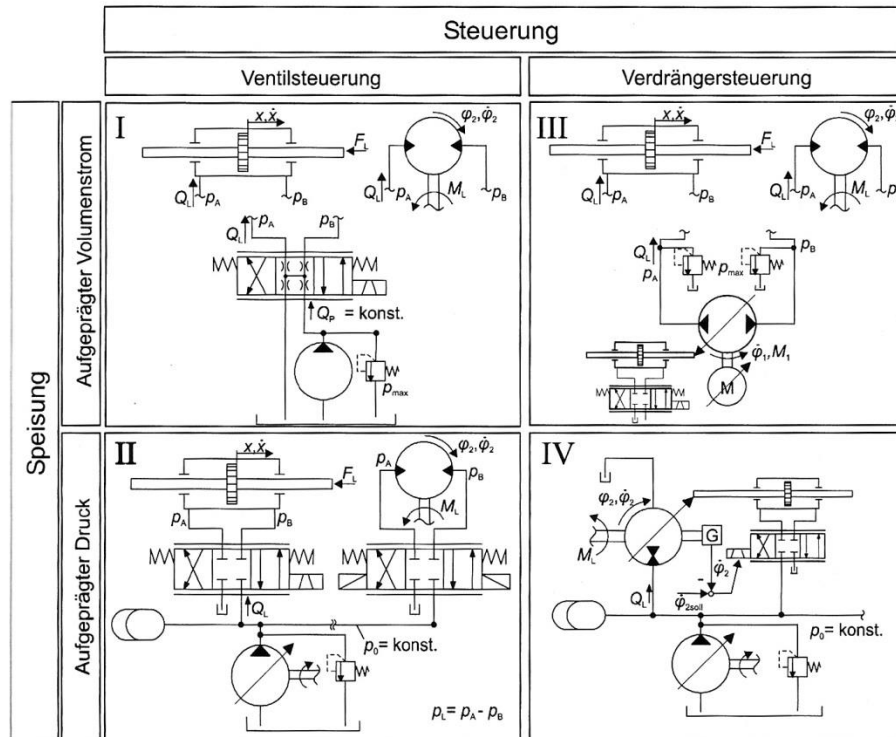 Steuerung
Ventilsteuerung
Verdrängersteuerung
Speisung
Aufgeprägter Volumenstrom
I
x,ẋ
F_L
Q_L
p_A
p_B
φ₂,φ̇₂
Q_L
p_A
M_L
p_B
Q_L
p_A
p_B
Q_P = konst.
p_max
III
x,ẋ
F_L
Q_L
p_A
p_B
Q_L
p_A
M_L
Q_L
p_A
p_max
p_B
φ̇₁,M₁
M
Aufgeprägter Druck
II
x,ẋ
F_L
p_A
p_B
φ₂,φ̇₂
p_A
p_B
M_L
Q_L
p₀= konst.
p_L = p_A - p_B
IV
φ₂,φ̇₂
M_L
G
φ̇₂
-
Q_L
φ̇₂soll
p₀= konst.